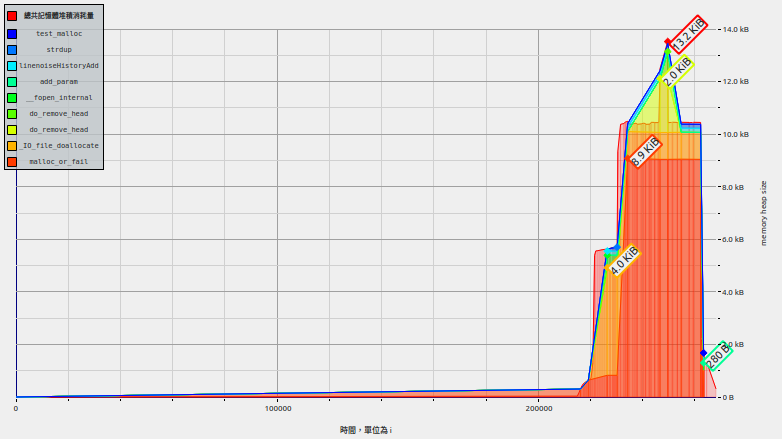 總共記憶體堆積消耗量
test_malloc
strdup
linenoiseHistoryAdd
add_param
__fopen_internal
do_remove_head
do_remove_head
_IO_file_doallocate
malloc_or_fail
13.2 KiB
2.0 KiB
8.9 KiB
4.0 KiB
280 B
14.0 kB
12.0 kB
10.0 kB
8.0 kB
6.0 kB
4.0 kB
2.0 kB
0 B
memory heap size
0
100000
200000
時間，單位為 i